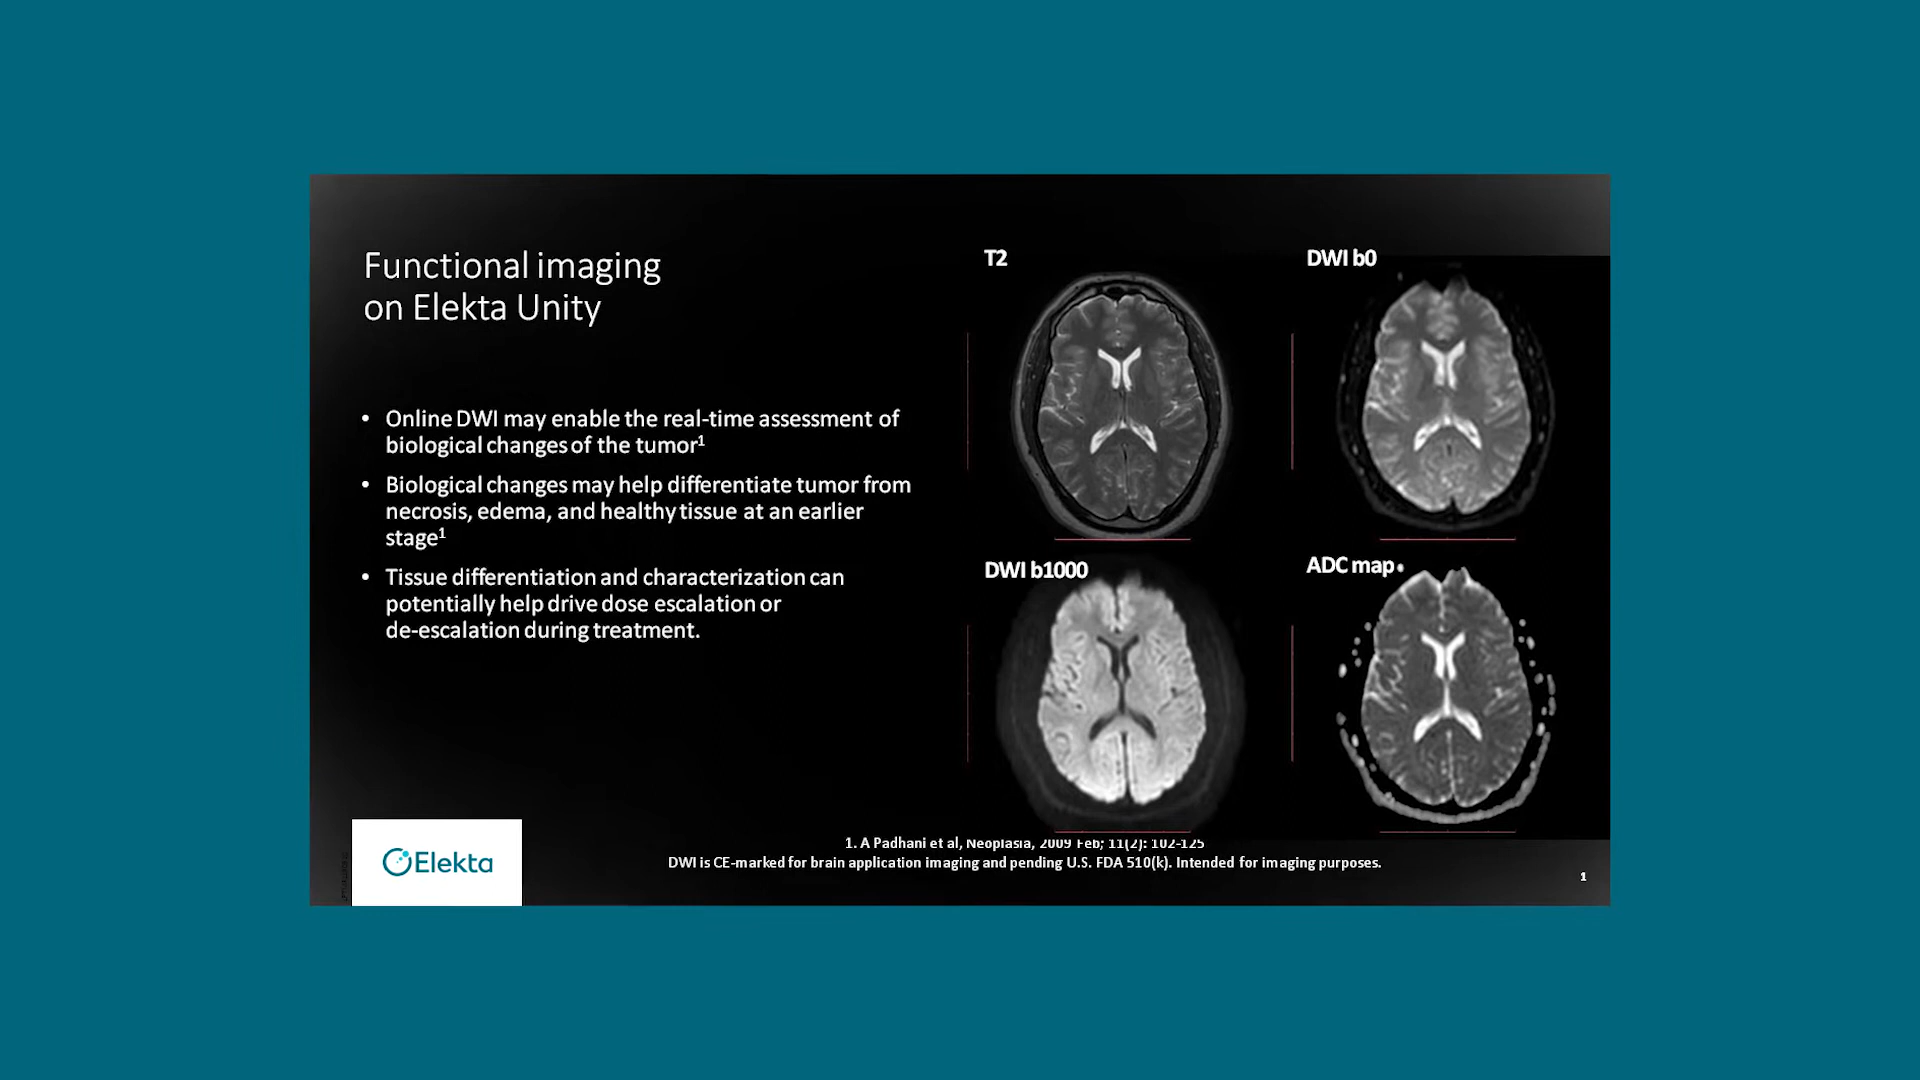 Functional imaging
on Elekta Unity
• Online DWI may enable the real-time assessment of
biological changes of the tumor¹
• Biological changes may help differentiate tumor from
necrosis, edema, and healthy tissue at an earlier
stage¹
• Tissue differentiation and characterization can
potentially help drive dose escalation or
de-escalation during treatment.
T2
DWI b0
DWI b1000
ADC map
1. A Padhani et al, Neoplasia, 2009 Feb; 11(2): 102-125
DWI is CE-marked for brain application imaging and pending U.S. FDA 510(k). Intended for imaging purposes.
Elekta
1